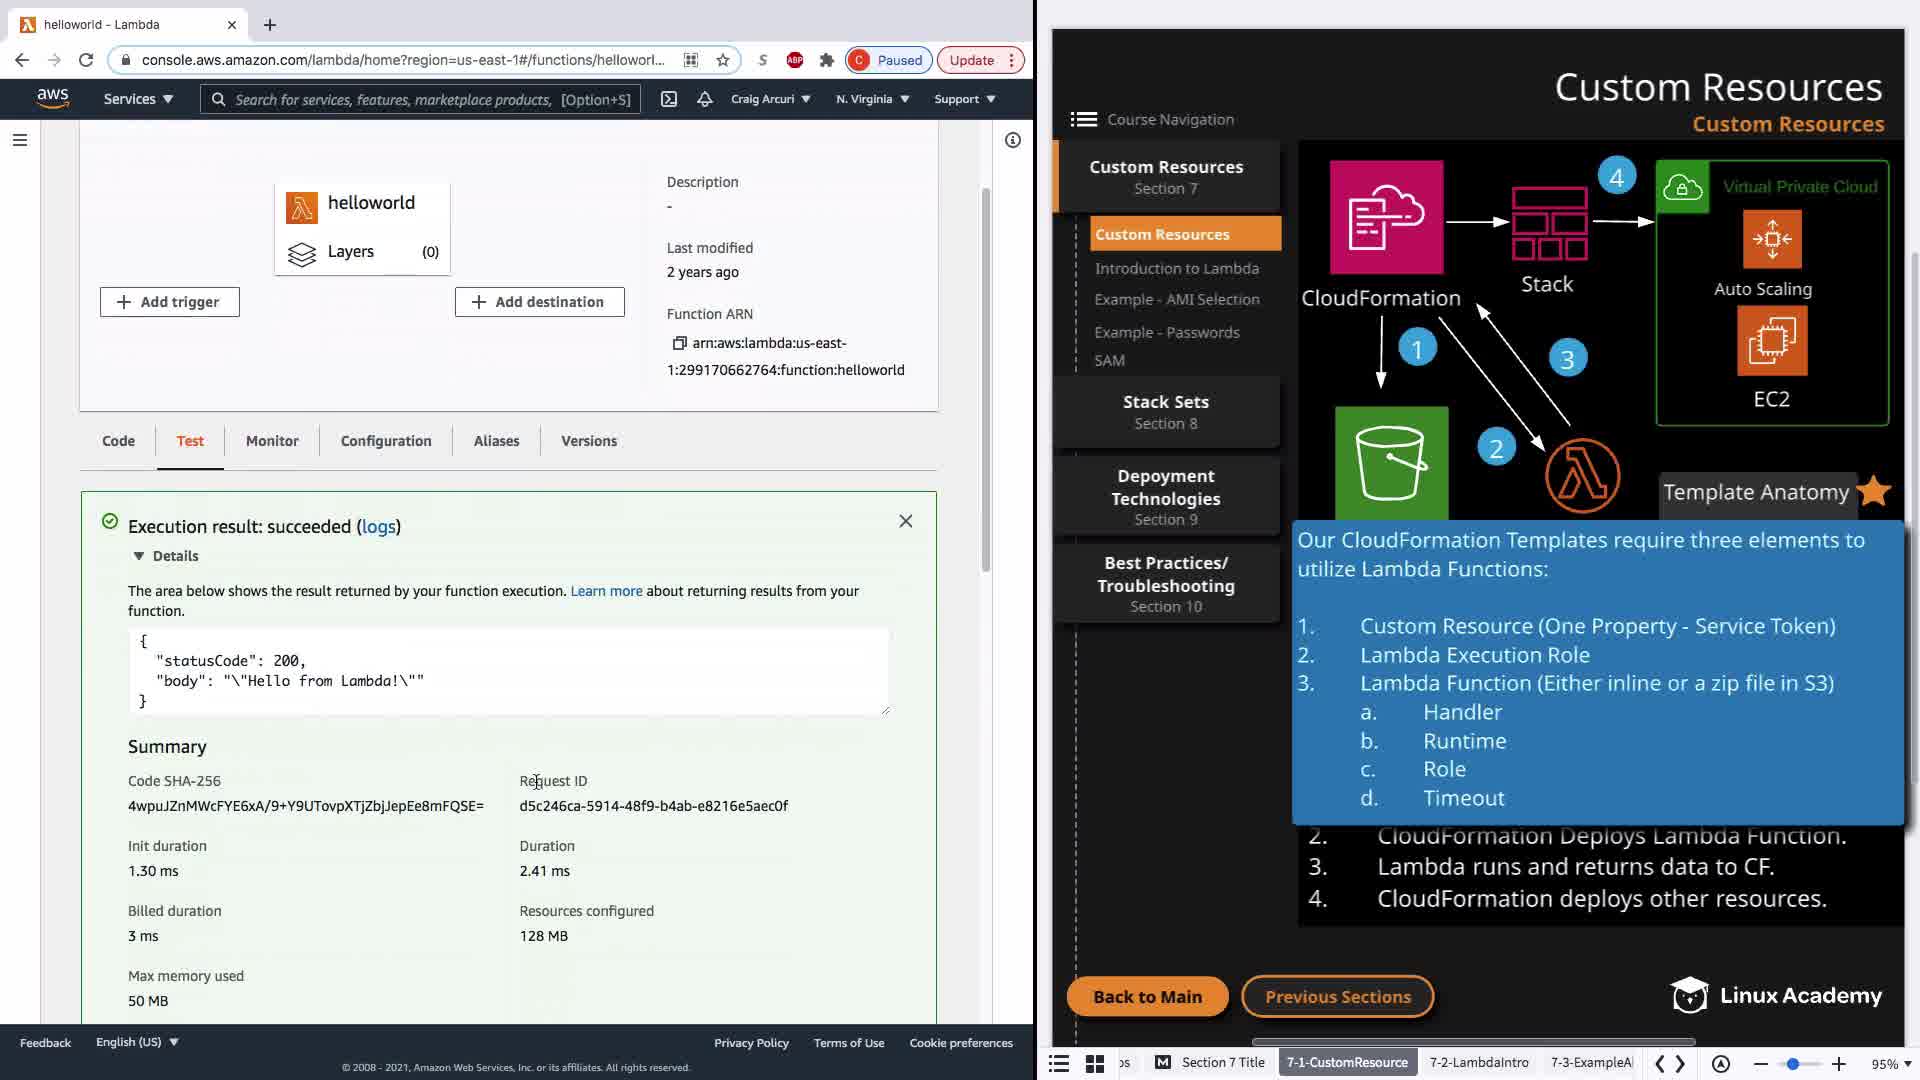 helloworld - Lambda
console.aws.amazon.com/lambda/home?region=us-east-1#/functions/helloworl...
S
ABP
C Paused
Update
aws
Services
Search for services, features, marketplace products, [Option+S]
Craig Arcuri
N. Virginia
Support
helloworld
Layers (0)
Add trigger
Add destination
Description
-
Last modified
2 years ago
Function ARN
arn:aws:lambda:us-east-
1:299170662764:function:helloworld
Code Test Monitor Configuration Aliases Versions
Execution result: succeeded (logs)
Details
The area below shows the result returned by your function execution. Learn more about returning results from your
function.
{
"statusCode": 200,
"body": "\"Hello from Lambda!\""
}
Summary
Code SHA-256
4wpuJZnMWcFYE6xA/9+Y9UTovpXTjZbjJepEe8mFQSE=
Request ID
d5c246ca-5914-48f9-b4ab-e8216e5aec0f
Init duration
1.30 ms
Duration
2.41 ms
Billed duration
3 ms
Resources configured
128 MB
Max memory used
50 MB
Feedback
English (US)
Privacy Policy Terms of Use Cookie preferences
© 2008 - 2021, Amazon Web Services, Inc. or its affiliates. All rights reserved.
Custom Resources
Custom Resources
Course Navigation
Custom Resources
Section 7
Custom Resources
Introduction to Lambda
Example - AMI Selection
Example - Passwords
SAM
Stack Sets
Section 8
Depoyment
Technologies
Section 9
Best Practices/
Troubleshooting
Section 10
CloudFormation
Stack
4
Virtual Private Cloud
Auto Scaling
EC2
1
3
2
Template Anatomy
Our CloudFormation Templates require three elements to
utilize Lambda Functions:
1. Custom Resource (One Property - Service Token)
2. Lambda Execution Role
3. Lambda Function (Either inline or a zip file in S3)
a. Handler
b. Runtime
c. Role
d. Timeout
2. CloudFormation Deploys Lambda Function.
3. Lambda runs and returns data to CF.
4. CloudFormation deploys other resources.
Back to Main
Previous Sections
Linux Academy
os
M Section 7 Title
7-1-CustomResource
7-2-LambdaIntro
7-3-ExampleA
95%